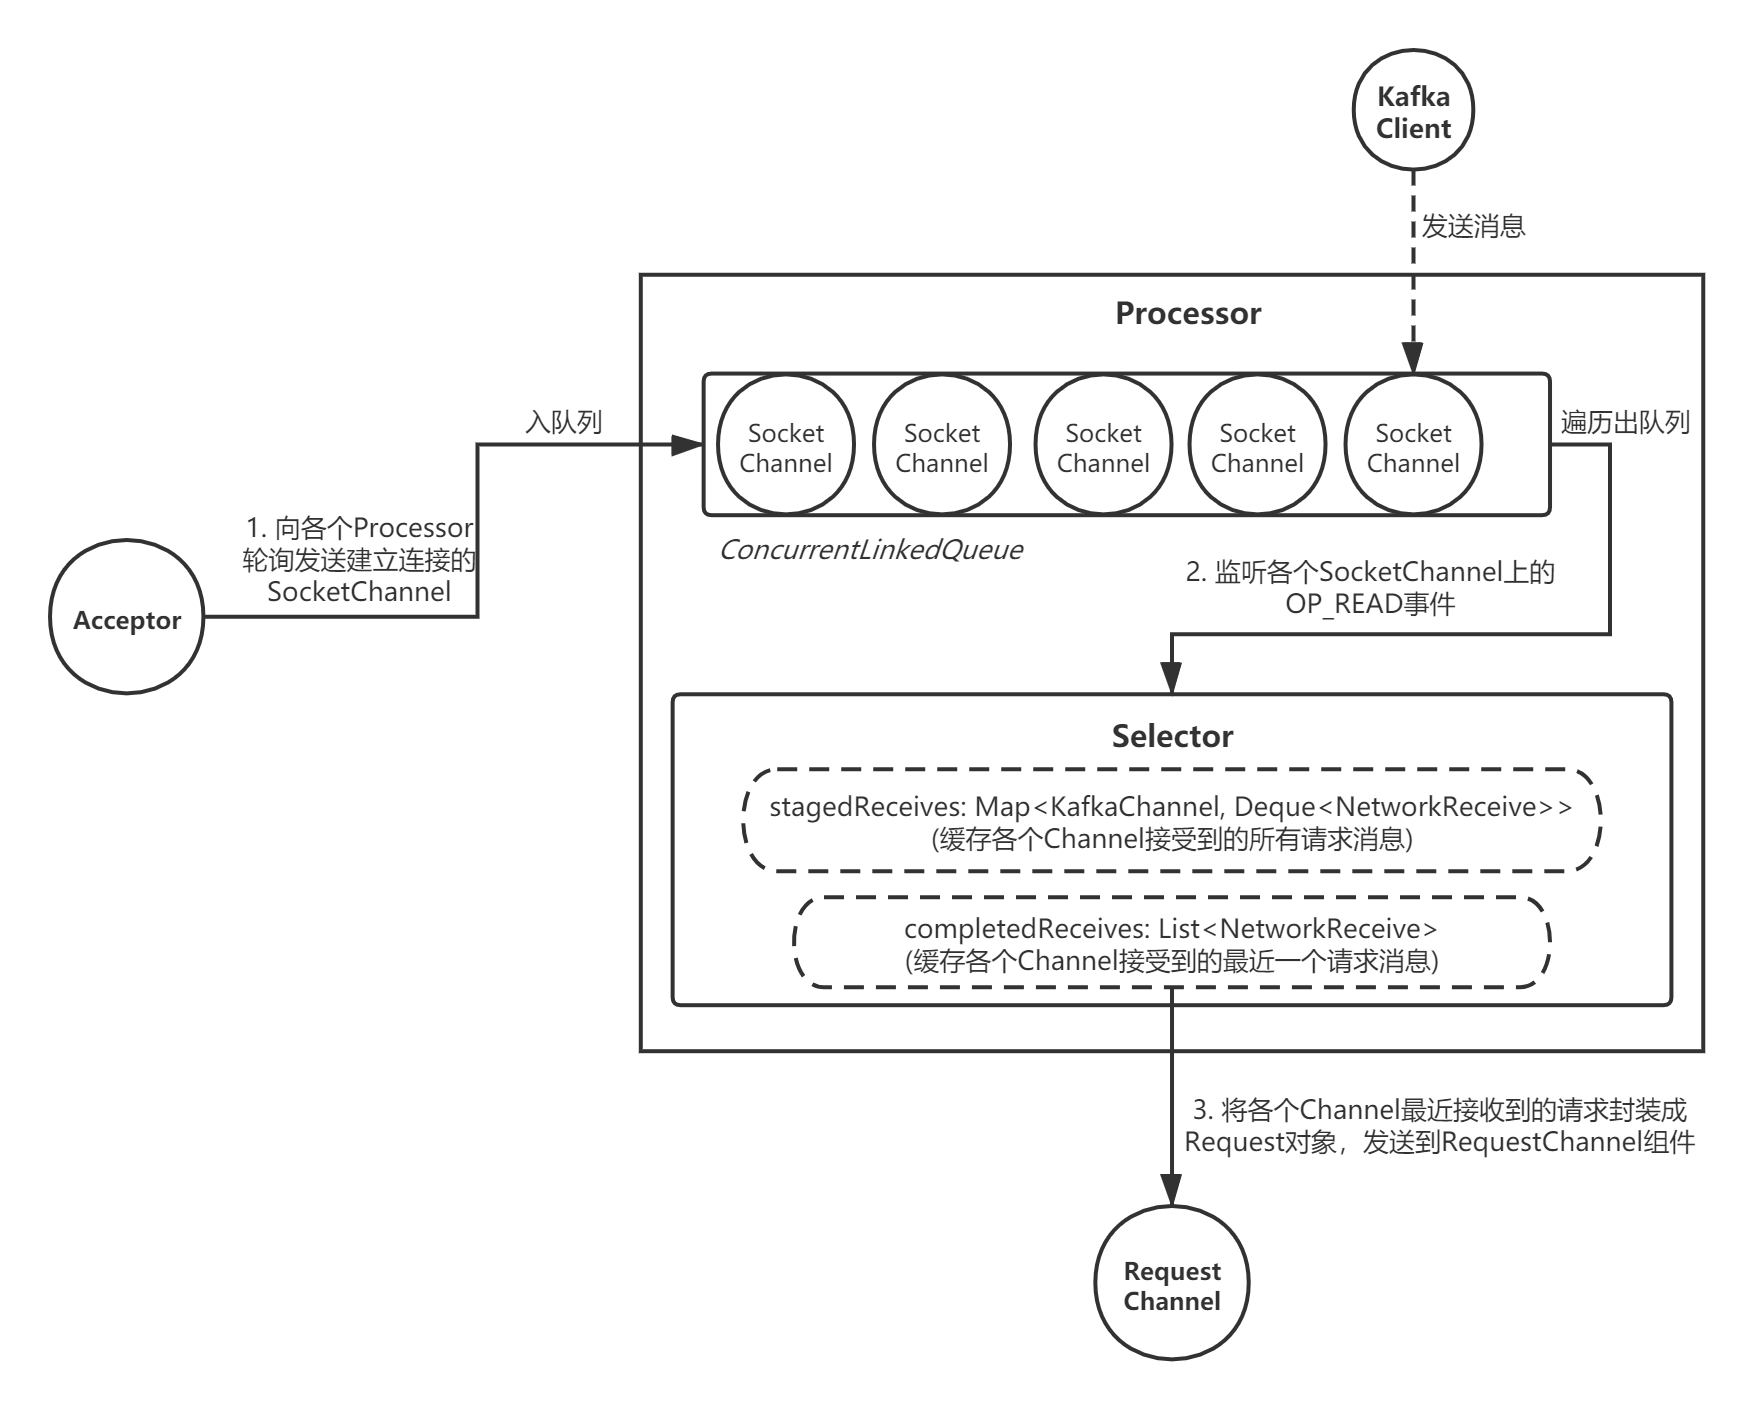 Kafka
Client
发送消息
Processor
入队列
Socket
Channel
Socket
Channel
Socket
Channel
Socket
Channel
Socket
Channel
遍历出队列
ConcurrentLinkedQueue
1. 向各个Processor
轮询发送建立连接的
SocketChannel
Acceptor
2. 监听各个SocketChannel上的
OP_READ事件
Selector
stagedReceives: Map<KafkaChannel, Deque<NetworkReceive>>
(缓存各个Channel接受到的所有请求消息)
completedReceives: List<NetworkReceive>
(缓存各个Channel接受到的最近一个请求消息)
3. 将各个Channel最近接收到的请求封装成
Request对象，发送到RequestChannel组件
Request
Channel